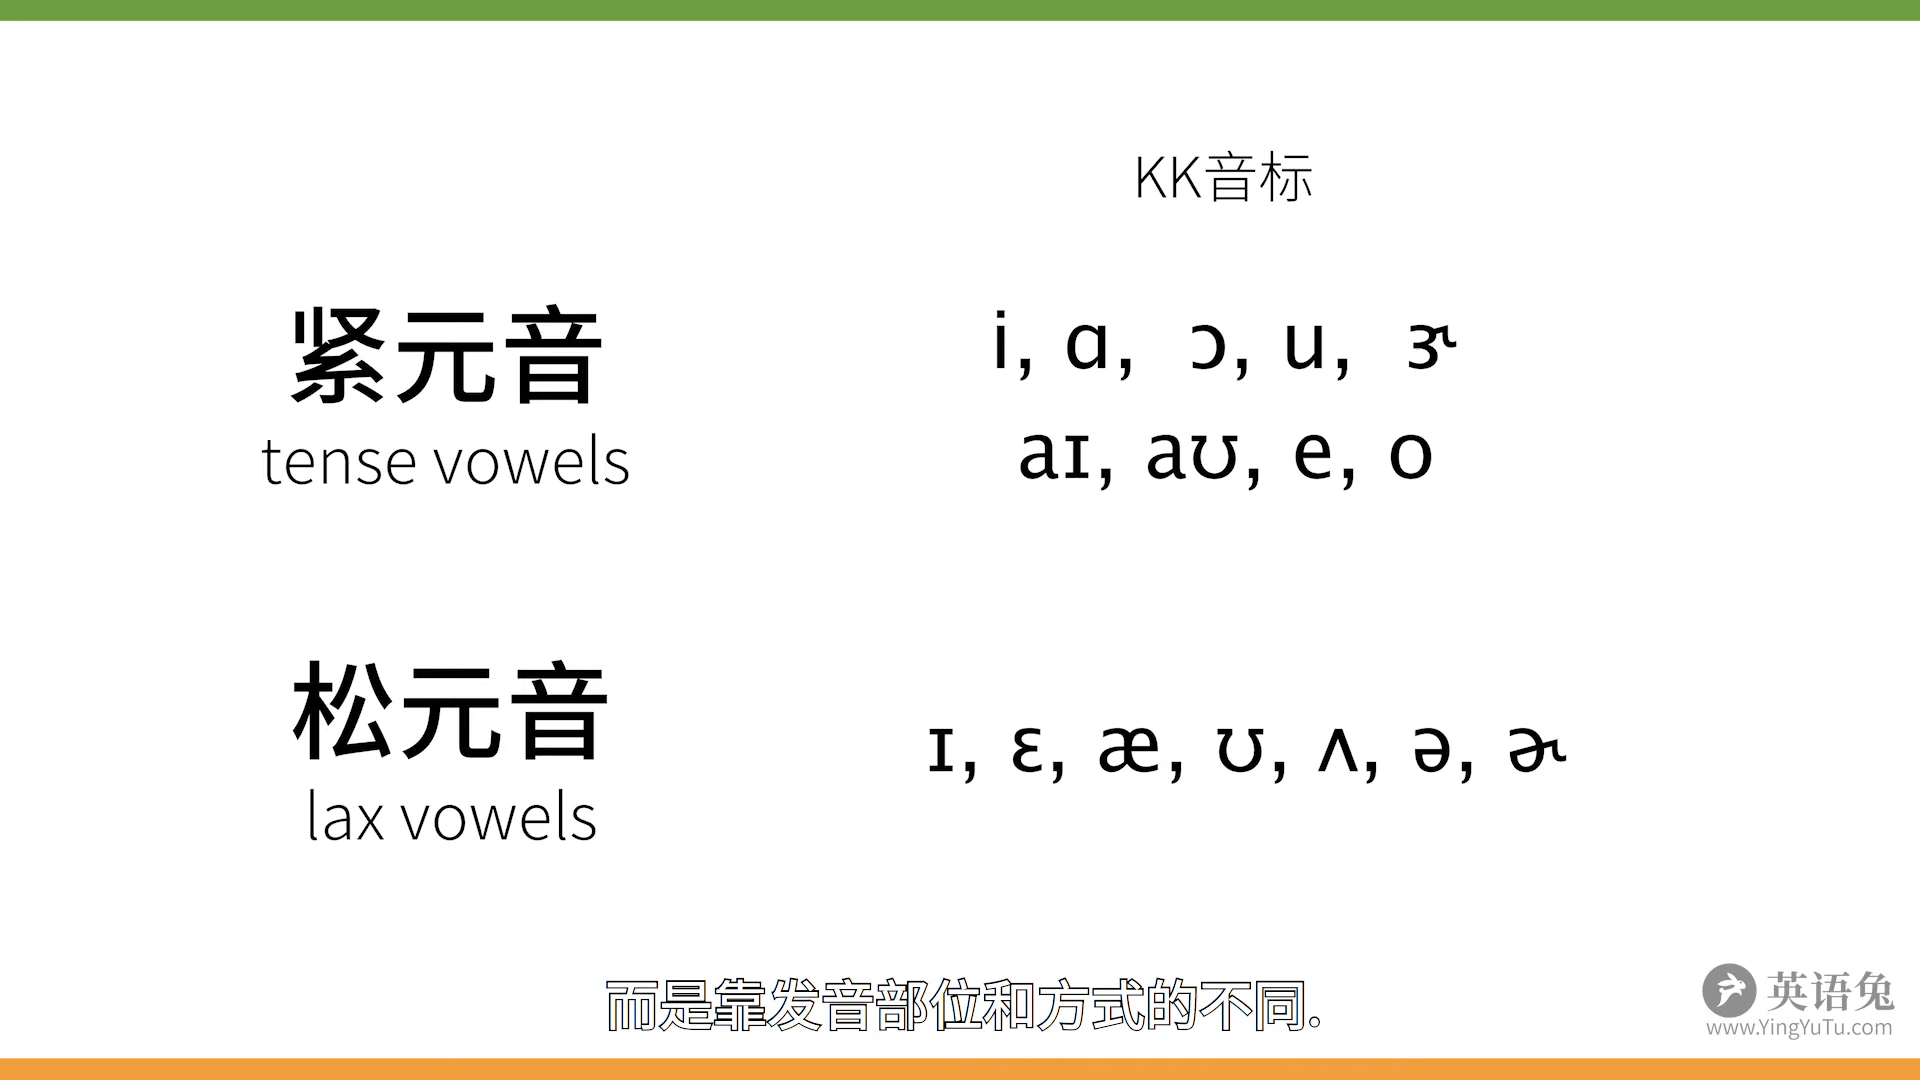 KK音标
紧元音
tense vowels
i, ɑ, ɔ, u, ɝ
aɪ, aʊ, e, o
松元音
lax vowels
ɪ, ɛ, æ, ʊ, ʌ, ə, ɚ
而是靠发音部位和方式的不同.
英语兔
www.YingYuTu.com